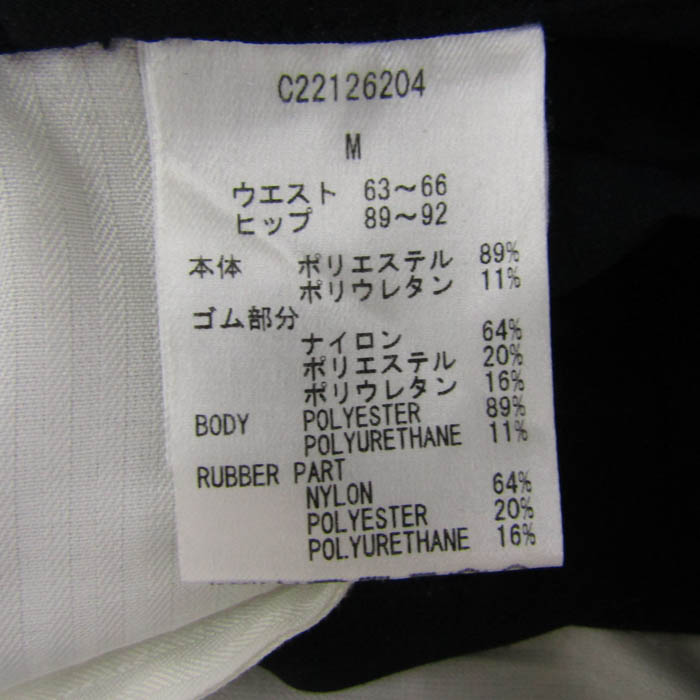 C22126204
M
ウエスト 63～66
ヒップ 89～92
本体 ポリエステル 89%
ポリウレタン 11%
ゴム部分
ナイロン 64%
ポリエステル 20%
ポリウレタン 16%
BODY POLYESTER 89%
POLYURETHANE 11%
RUBBER PART
NYLON 64%
POLYESTER 20%
POLYURETHANE 16%